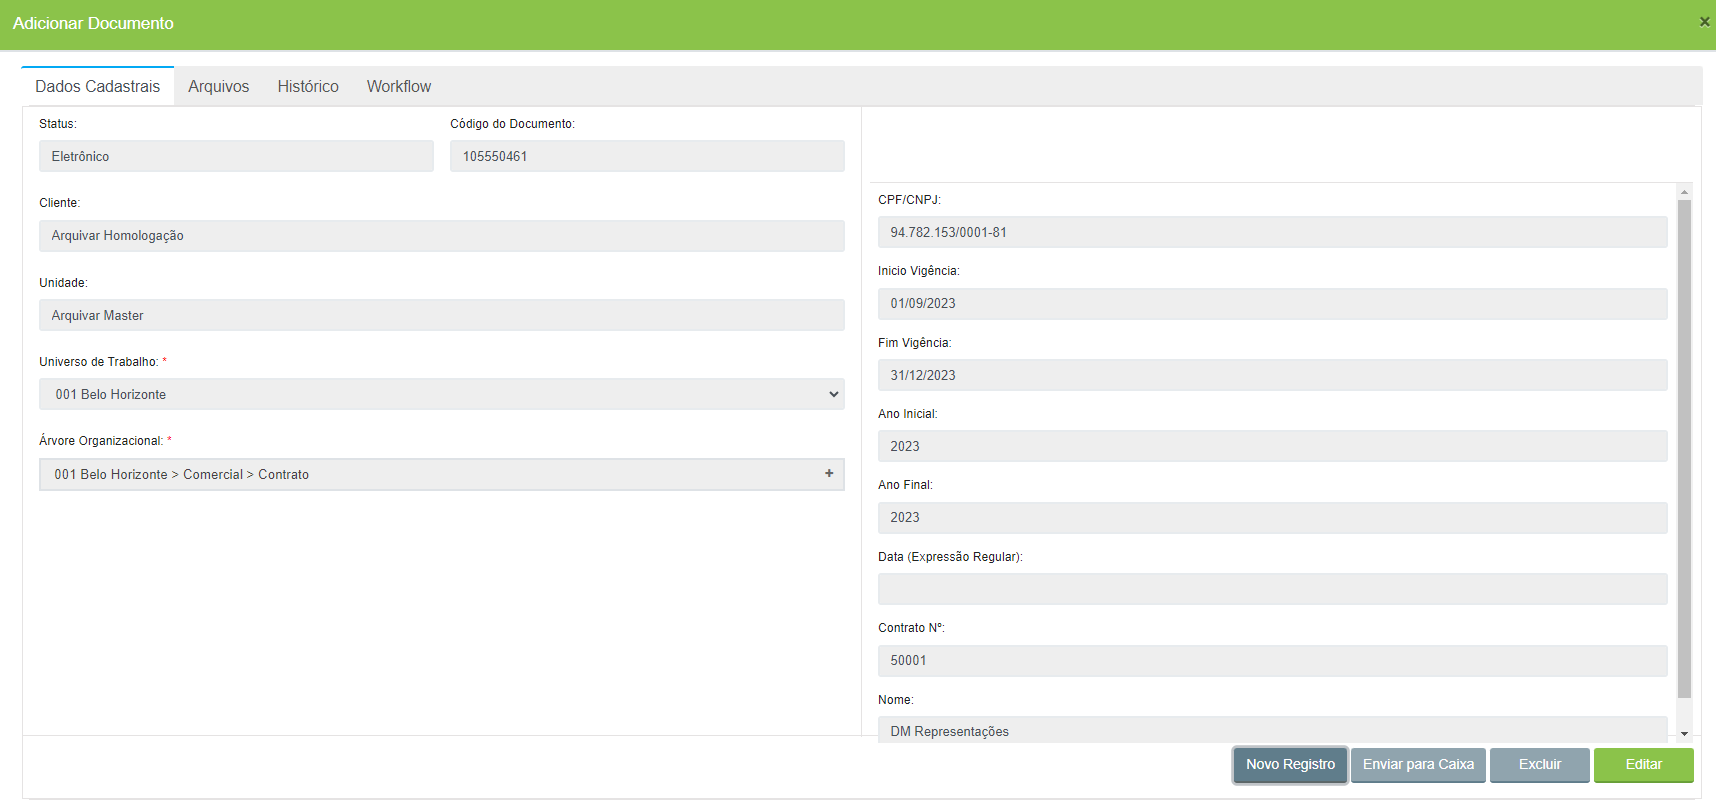 Adicionar Documento
×
Dados Cadastrais
Arquivos
Histórico
Workflow
Status:
Eletrônico
Código do Documento:
105550461
Cliente:
Arquivar Homologação
Unidade:
Arquivar Master
Universo de Trabalho: *
001 Belo Horizonte
Árvore Organizacional: *
001 Belo Horizonte > Comercial > Contrato
+
CPF/CNPJ:
94.782.153/0001-81
Inicio Vigência:
01/09/2023
Fim Vigência:
31/12/2023
Ano Inicial:
2023
Ano Final:
2023
Data (Expressão Regular):
Contrato Nº:
50001
Nome:
DM Representações
Novo Registro
Enviar para Caixa
Excluir
Editar